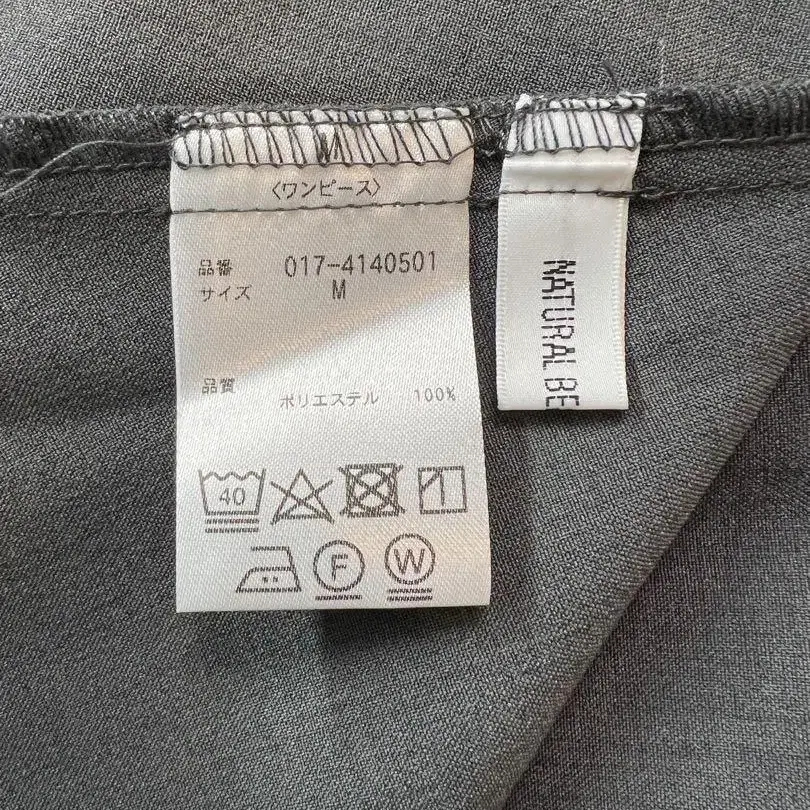 M
〈ワンピース〉
品番 017-4140501
サイズ M
品質
ポリエステル 100%
40
F
W
NATURAL BE